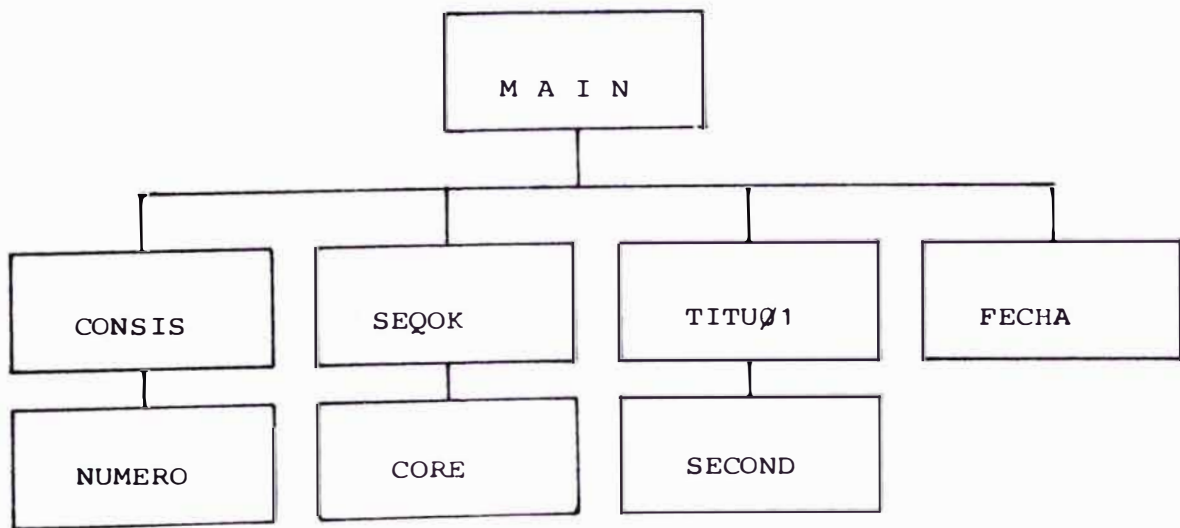 M A I N
CONSIS SEQOK TITUØ1 FECHA
NUMERO CORE SECOND